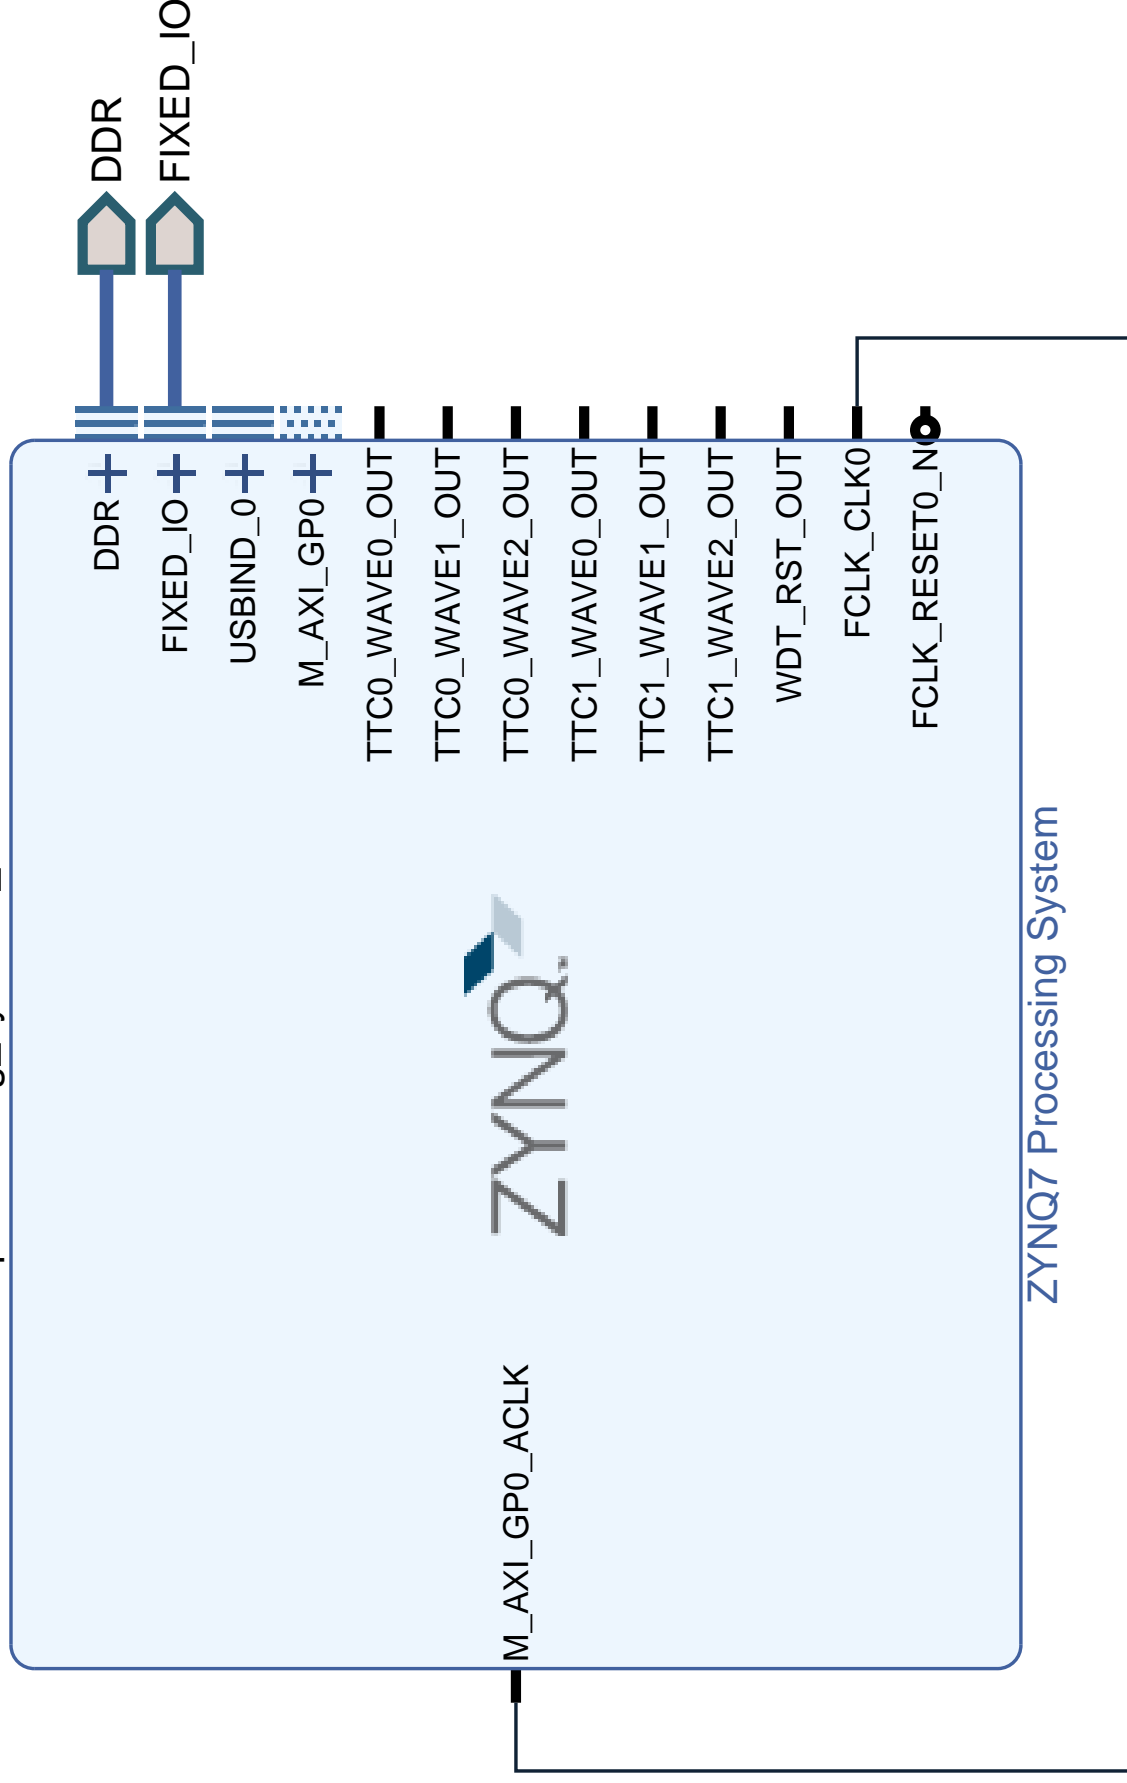 DDR
FIXED_IO
DDR
FIXED_IO
USBIND_0
M_AXI_GP0
TTC0_WAVE0_OUT
TTC0_WAVE1_OUT
TTC0_WAVE2_OUT
TTC1_WAVE0_OUT
TTC1_WAVE1_OUT
TTC1_WAVE2_OUT
WDT_RST_OUT
FCLK_CLK0
FCLK_RESET0_N
ZYNQ
M_AXI_GP0_ACLK
ZYNQ7 Processing System